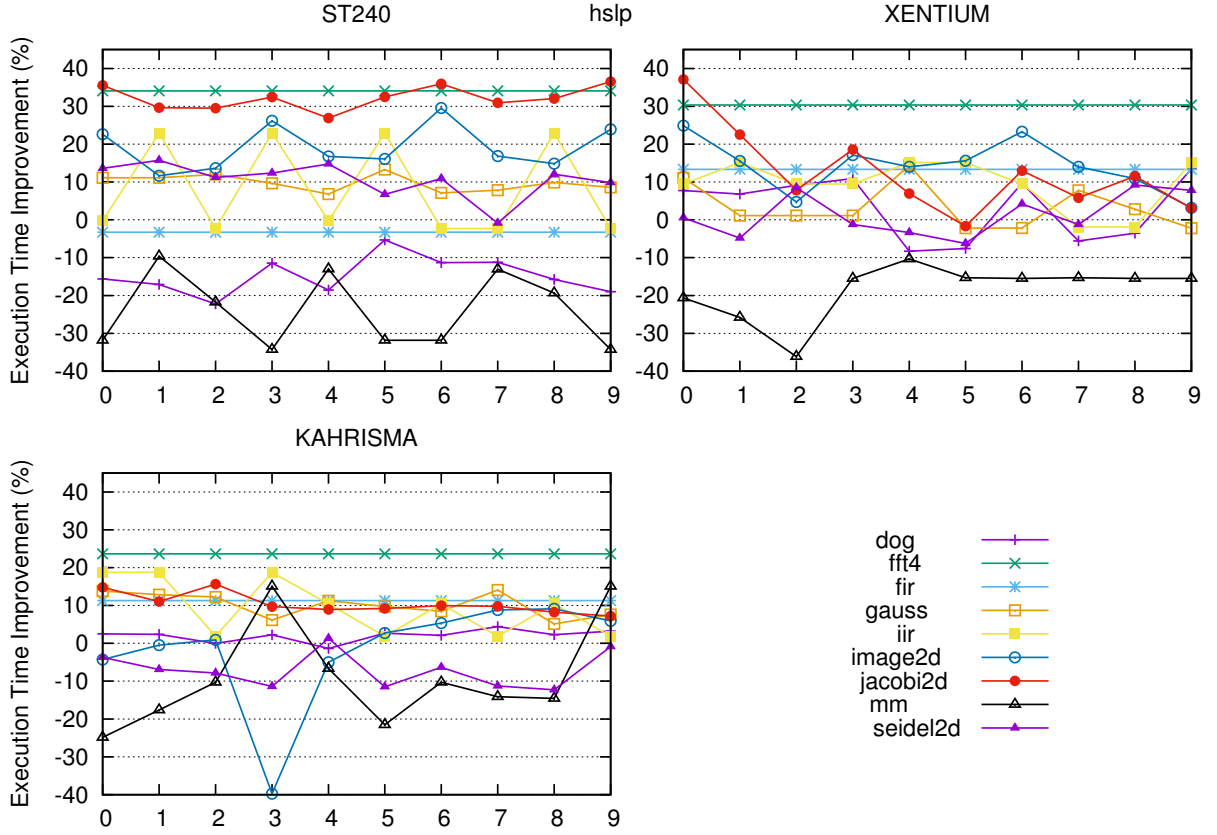 ST240 hslp XENTIUM
Execution Time Improvement (%)
40
30
20
10
0
-10
-20
-30
-40
0 1 2 3 4 5 6 7 8 9
40
30
20
10
0
-10
-20
-30
-40
0 1 2 3 4 5 6 7 8 9
KAHRISMA
Execution Time Improvement (%)
40
30
20
10
0
-10
-20
-30
-40
0 1 2 3 4 5 6 7 8 9
dog
fft4
fir
gauss
iir
image2d
jacobi2d
mm
seidel2d